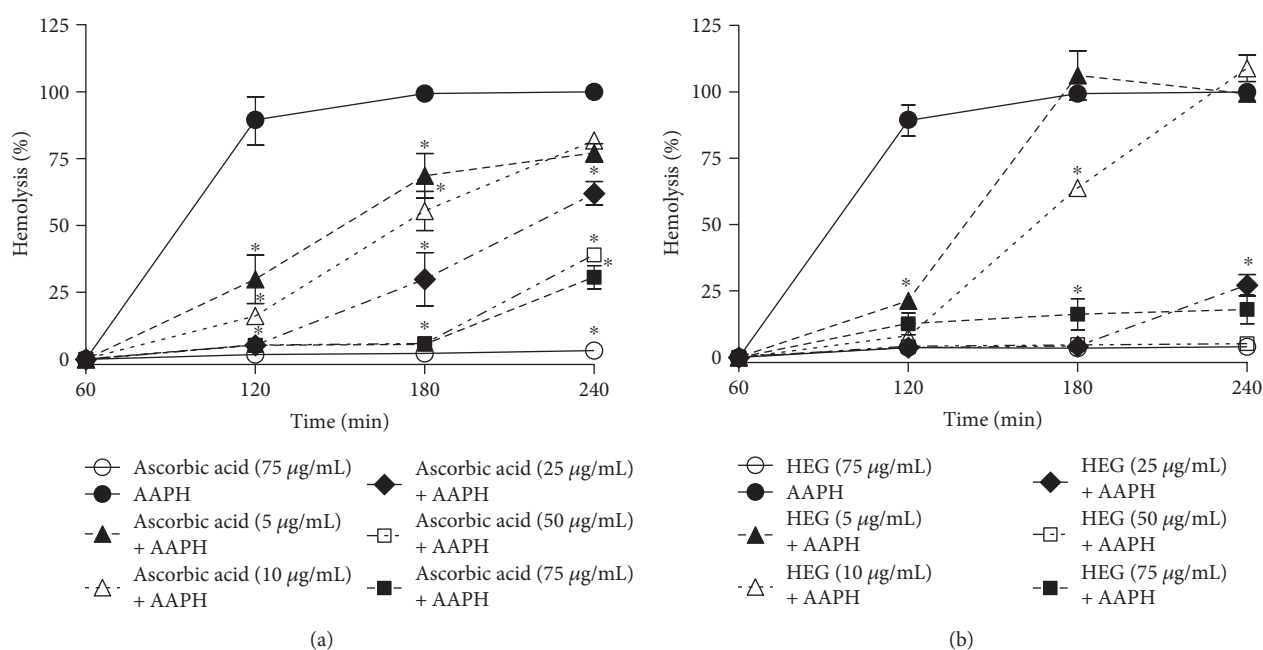 125
100
75
50
25
0
Hemolysis (%)
*
*
*
*
*
*
*
*
*
*
*
60
120
180
240
Time (min)
Ascorbic acid (75 μg/mL)
AAPH
Ascorbic acid (5 μg/mL)
+ AAPH
Ascorbic acid (10 μg/mL)
+ AAPH
Ascorbic acid (25 μg/mL)
+ AAPH
Ascorbic acid (50 μg/mL)
+ AAPH
Ascorbic acid (75 μg/mL)
+ AAPH
(a)
125
100
75
50
25
0
Hemolysis (%)
*
*
*
*
60
120
180
240
Time (min)
HEG (75 μg/mL)
AAPH
HEG (5 μg/mL)
+ AAPH
HEG (10 μg/mL)
+ AAPH
HEG (25 μg/mL)
+ AAPH
HEG (50 μg/mL)
+ AAPH
HEG (75 μg/mL)
+ AAPH
(b)